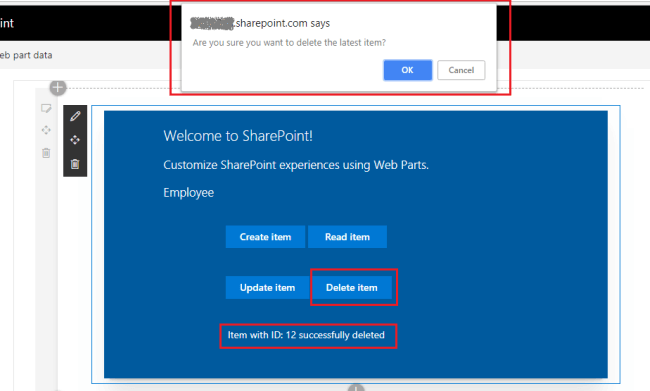 .sharepoint.com says
int
Are you sure you want to delete the latest item?
eb part data
OK Cancel
Welcome to SharePoint!
Customize SharePoint experiences using Web Parts.
Employee
Create item Read item
Update item Delete item
Item with ID: 12 successfully deleted